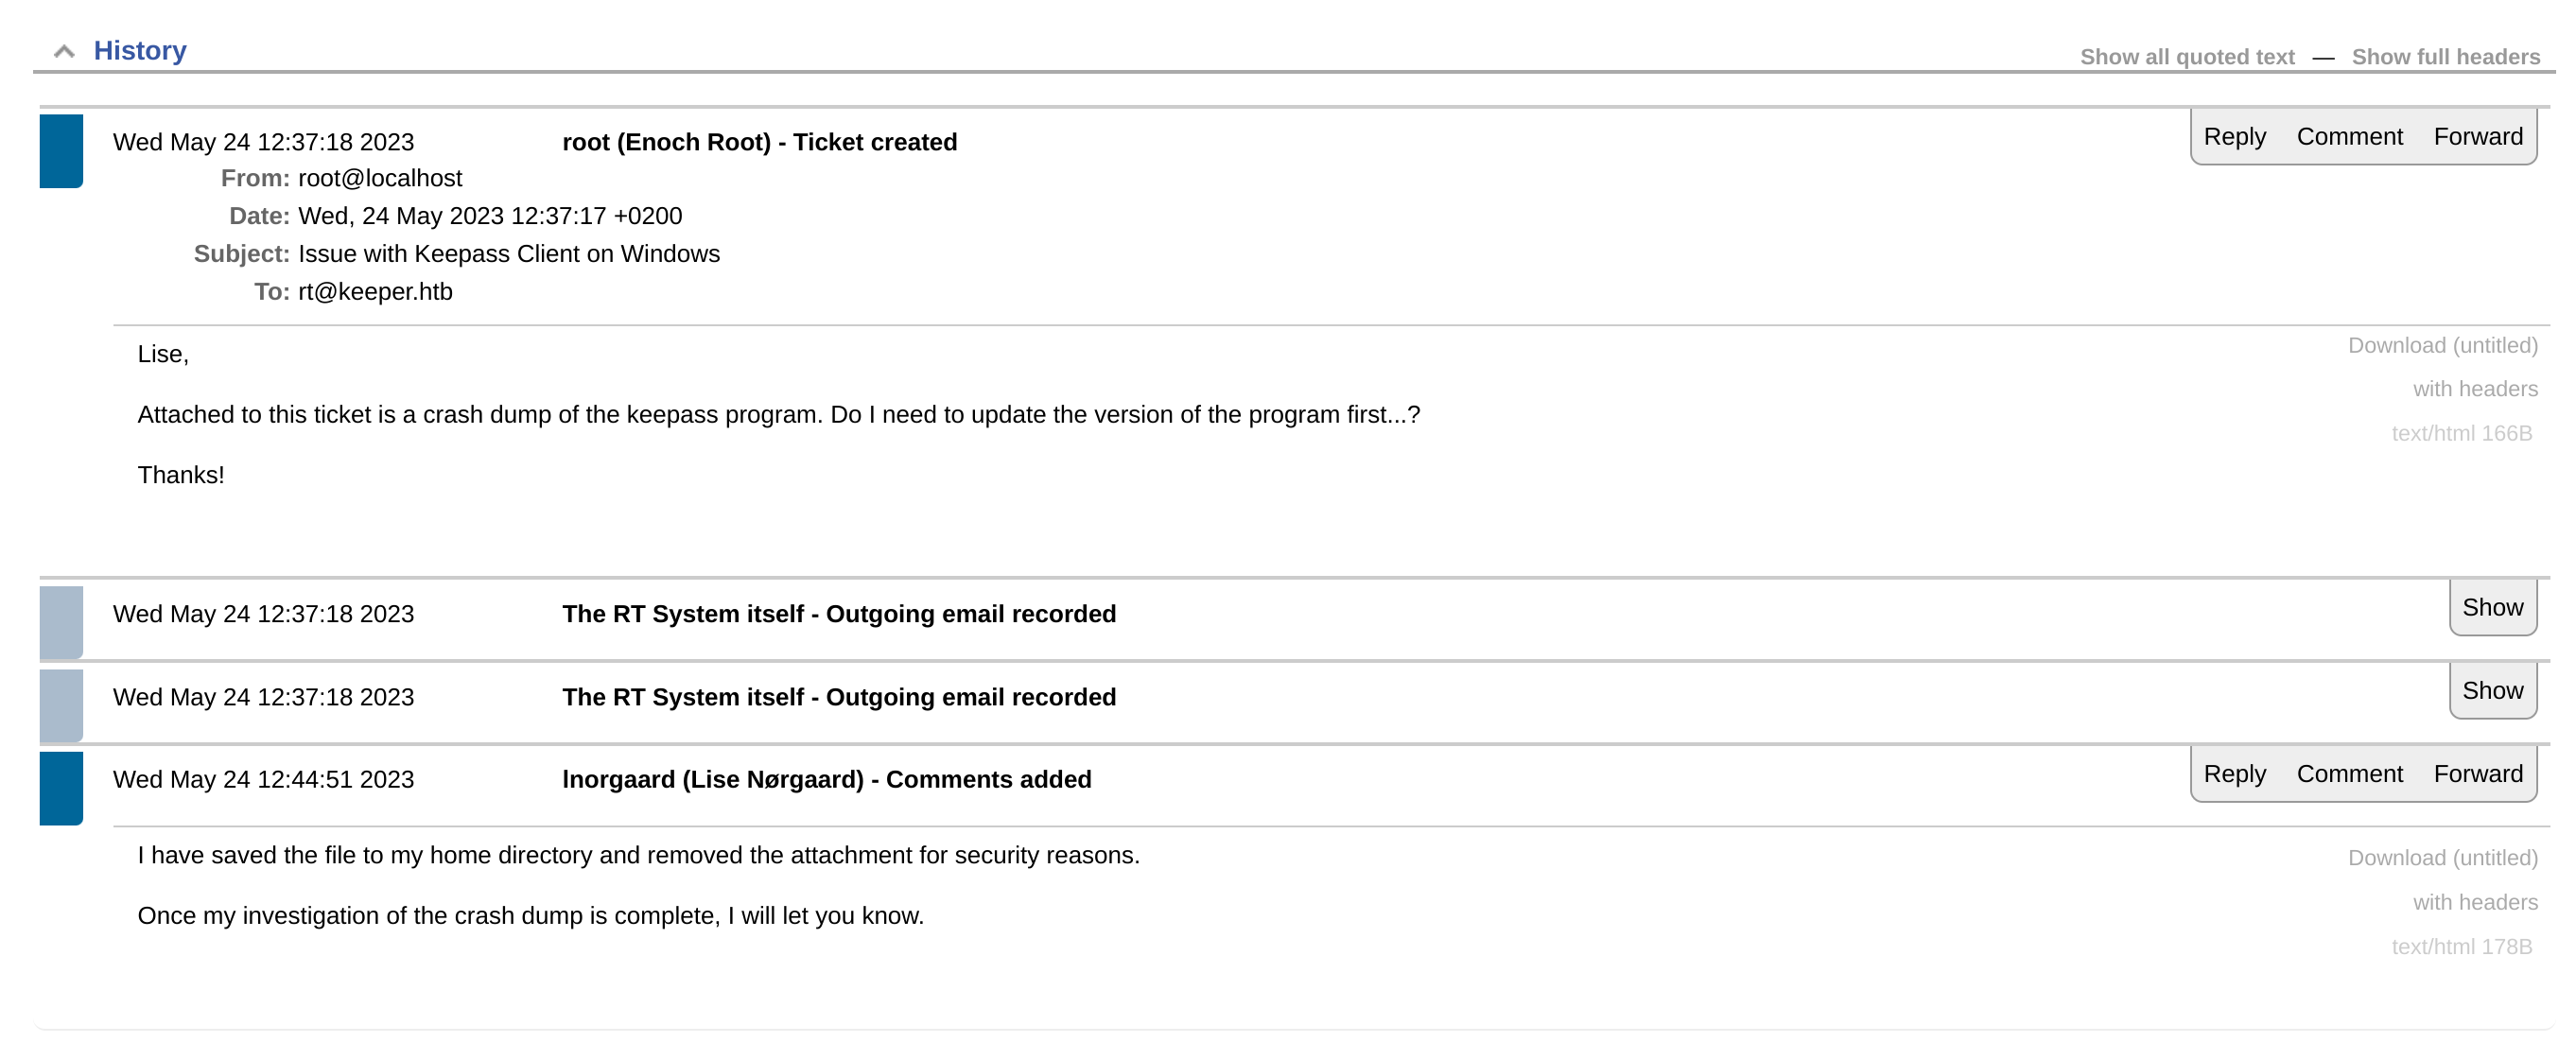 History
Show all quoted text — Show full headers
Wed May 24 12:37:18 2023 root (Enoch Root) - Ticket created
Reply Comment Forward
From: root@localhost
Date: Wed, 24 May 2023 12:37:17 +0200
Subject: Issue with Keepass Client on Windows
To: rt@keeper.htb
Lise,
Download (untitled)
with headers
Attached to this ticket is a crash dump of the keepass program. Do I need to update the version of the program first...?
text/html 166B
Thanks!
Wed May 24 12:37:18 2023 The RT System itself - Outgoing email recorded
Show
Wed May 24 12:37:18 2023 The RT System itself - Outgoing email recorded
Show
Wed May 24 12:44:51 2023 lnorgaard (Lise Nørgaard) - Comments added
Reply Comment Forward
I have saved the file to my home directory and removed the attachment for security reasons.
Download (untitled)
with headers
Once my investigation of the crash dump is complete, I will let you know.
text/html 178B